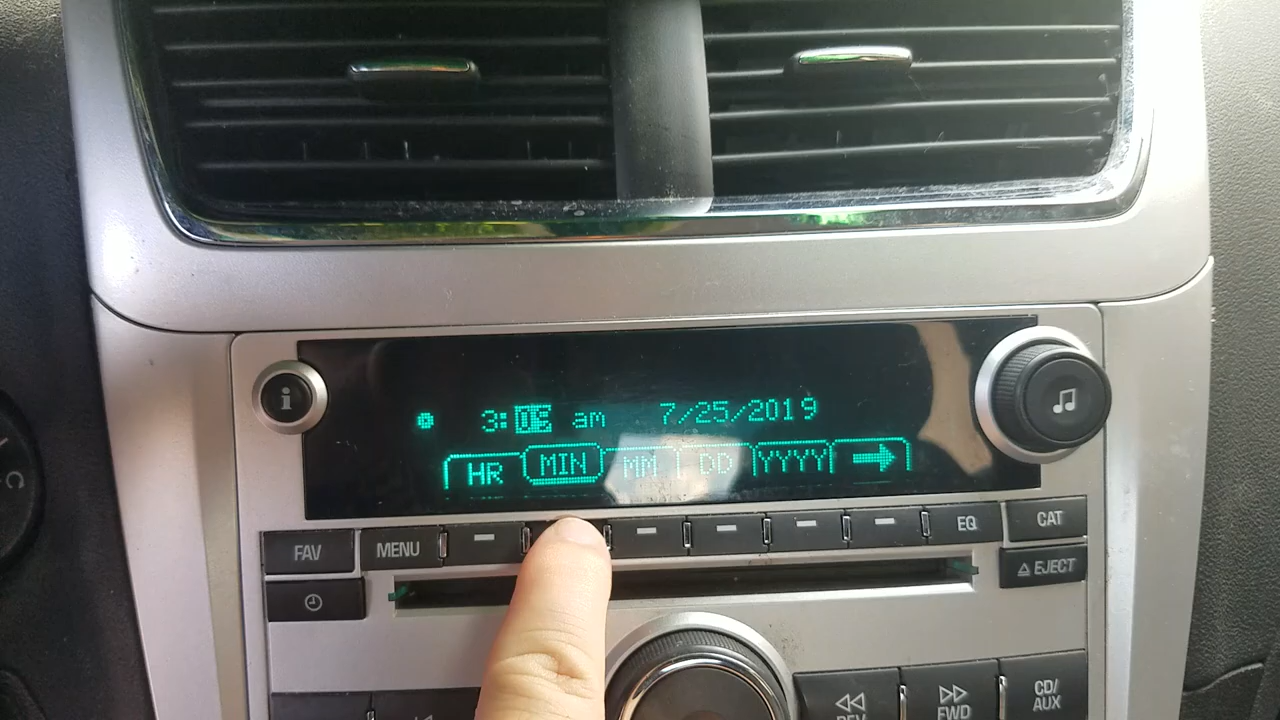 i
3:06 am 7/25/2019
HR MIN MM DD YYYY
FAV MENU EQ CAT
EJECT
REV FWD CD/
AUX
C